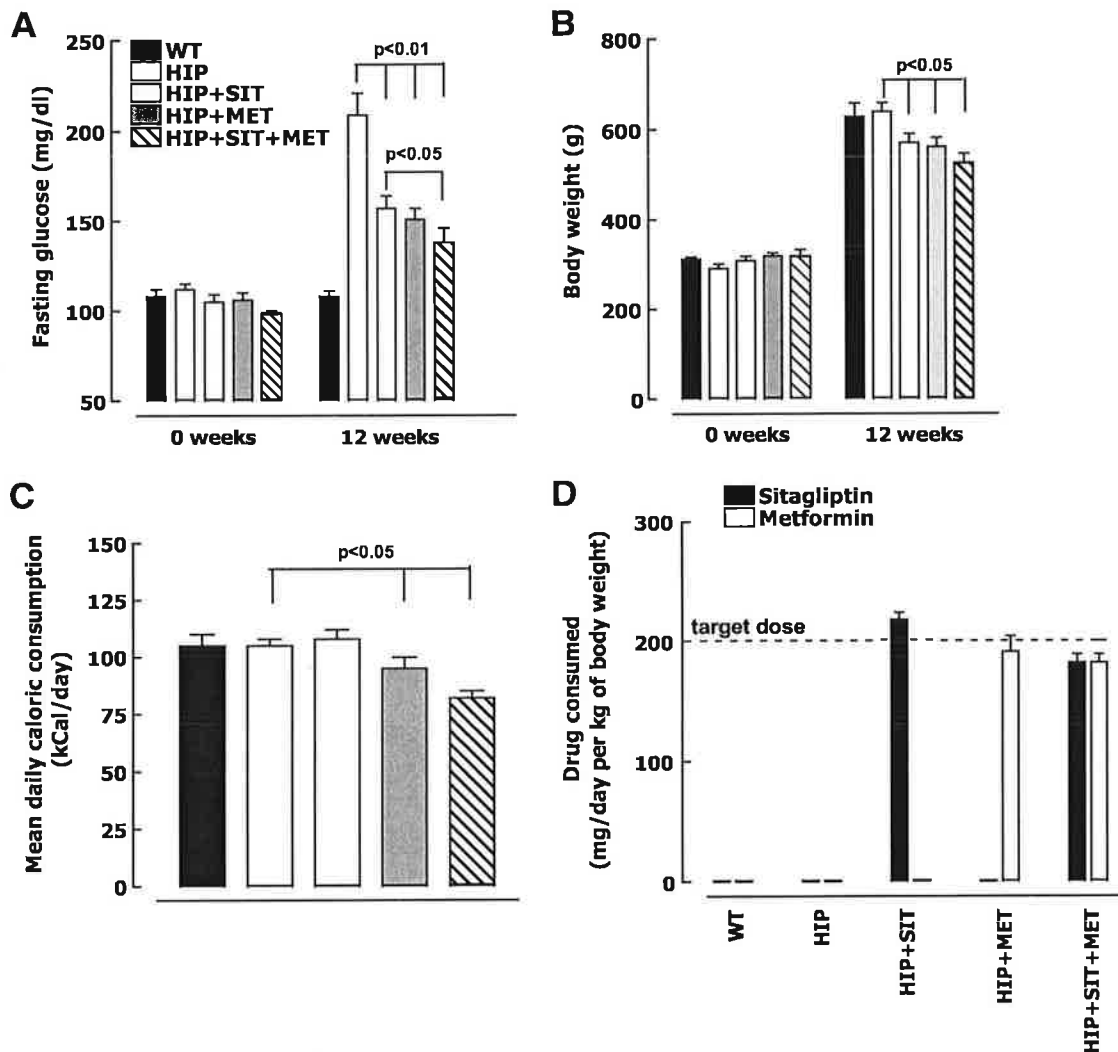 A
250
200
150
100
50
Fasting glucose (mg/dl)
WT
HIP
HIP+SIT
HIP+MET
HIP+SIT+MET
p<0.01
p<0.05
0 weeks
12 weeks
B
800
600
400
200
0
Body weight (g)
p<0.05
0 weeks
12 weeks
C
150
125
100
75
50
25
0
Mean daily caloric consumption
(kCal/day)
p<0.05
D
Sitagliptin
Metformin
300
200
100
0
Drug consumed
(mg/day per kg of body weight)
target dose
WT
HIP
HIP+SIT
HIP+MET
HIP+SIT+MET